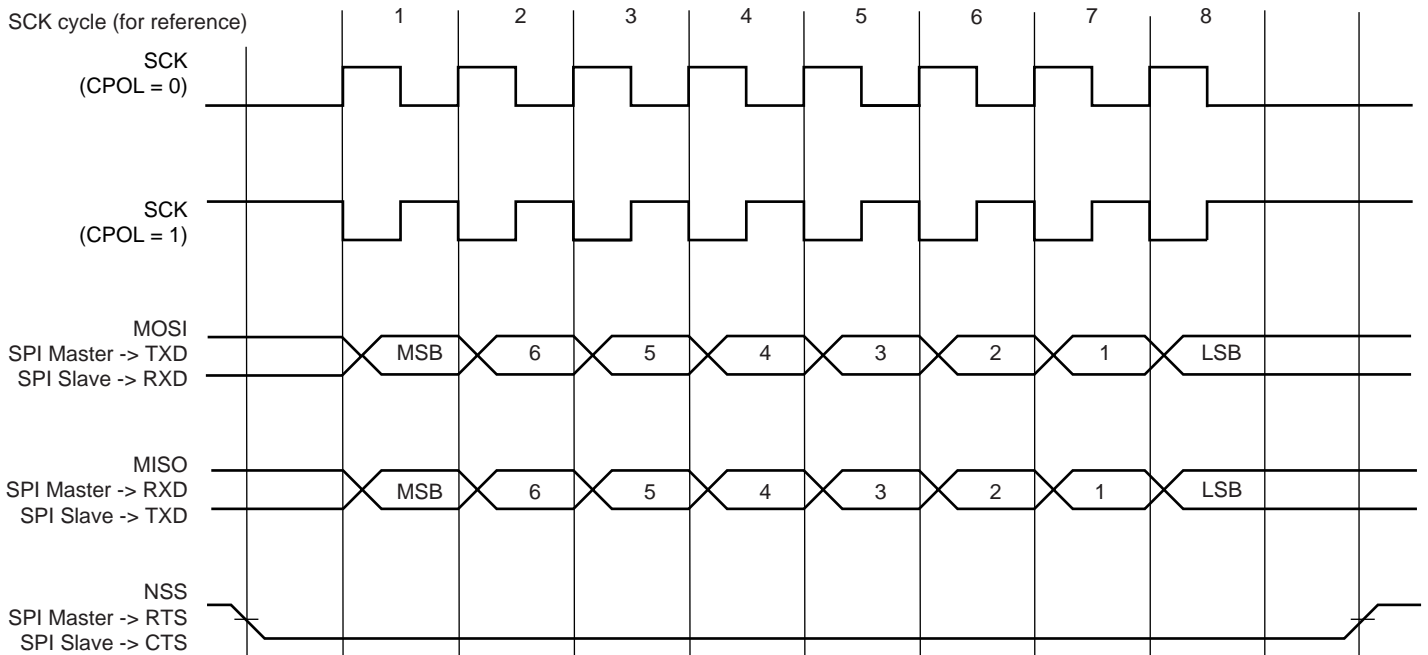 SCK cycle (for reference)
1 2 3 4 5 6 7 8
SCK
(CPOL = 0)
SCK
(CPOL = 1)
MOSI
SPI Master -> TXD
SPI Slave -> RXD
MSB 6 5 4 3 2 1 LSB
MISO
SPI Master -> RXD
SPI Slave -> TXD
MSB 6 5 4 3 2 1 LSB
NSS
SPI Master -> RTS
SPI Slave -> CTS